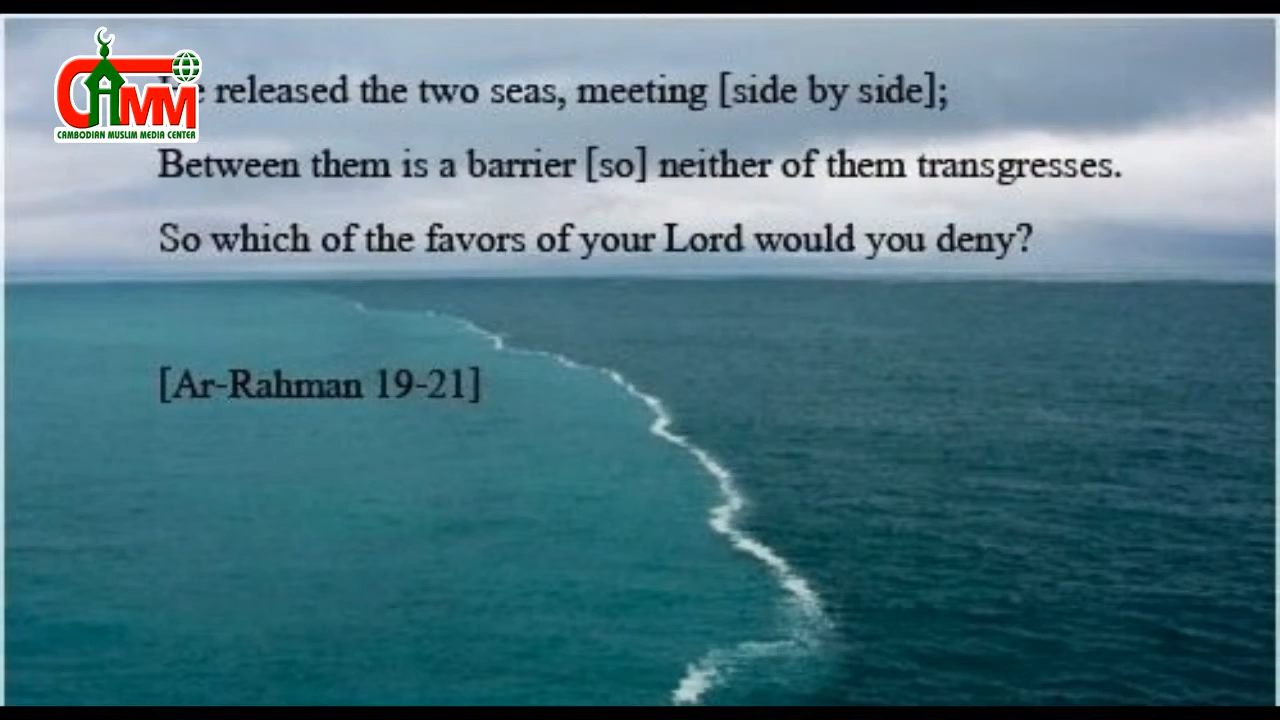 CAMM
CAMBODIAN MUSLIM MEDIA CENTER
released the two seas, meeting [side by side];
Between them is a barrier [so] neither of them transgresses.
So which of the favors of your Lord would you deny?
[Ar-Rahman 19-21]